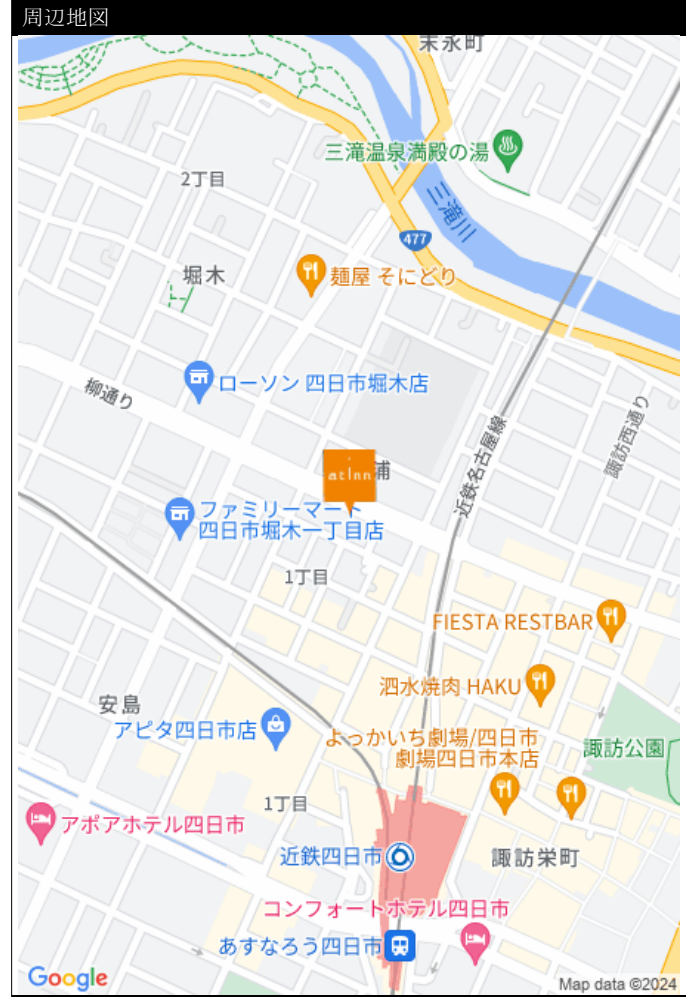 周辺地図
末永町
三滝温泉満殿の湯
2丁目
三滝川
477
堀木
麺屋 そにどり
ローソン 四日市堀木店
柳通り
諏訪西通り
近鉄名古屋線
at Inn
浦
ファミリーマート
四日市堀木一丁目店
1丁目
FIESTA RESTBAR
泗水焼肉 HAKU
安島
アピタ四日市店
よっかいち劇場/四日市
劇場四日市本店
諏訪公園
1丁目
アポアホテル四日市
近鉄四日市
諏訪栄町
コンフォートホテル四日市
あすなろう四日市
Google
Map data ©2024